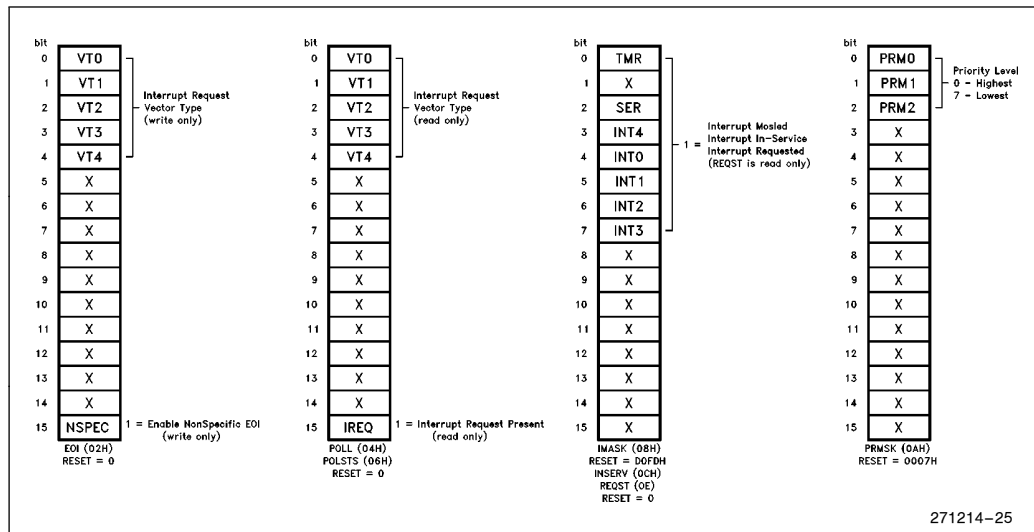 bit
0 VT0
1 VT1
2 VT2
3 VT3
4 VT4
5 X
6 X
7 X
8 X
9 X
10 X
11 X
12 X
13 X
14 X
15 NSPEC
Interrupt Request
Vector Type
(write only)
1 = Enable NonSpecific EOI
(write only)
EOI (02H)
RESET = 0
bit
0 VT0
1 VT1
2 VT2
3 VT3
4 VT4
5 X
6 X
7 X
8 X
9 X
10 X
11 X
12 X
13 X
14 X
15 IREQ
Interrupt Request
Vector Type
(read only)
1 = Interrupt Request Present
(read only)
POLL (04H)
POLSTS (06H)
RESET = 0
bit
0 TMR
1 X
2 SER
3 INT4
4 INT0
5 INT1
6 INT2
7 INT3
8 X
9 X
10 X
11 X
12 X
13 X
14 X
15 X
Interrupt Mosled
1 = Interrupt In-Service
Interrupt Requested
(REQST is read only)
IMASK (08H)
RESET = D0FDH
INSERV (0CH)
REQST (0E)
RESET = 0
bit
0 PRM0
1 PRM1
2 PRM2
3 X
4 X
5 X
6 X
7 X
8 X
9 X
10 X
11 X
12 X
13 X
14 X
15 X
Priority Level
0 - Highest
7 - Lowest
PRMSK (0AH)
RESET = 0007H
271214-25